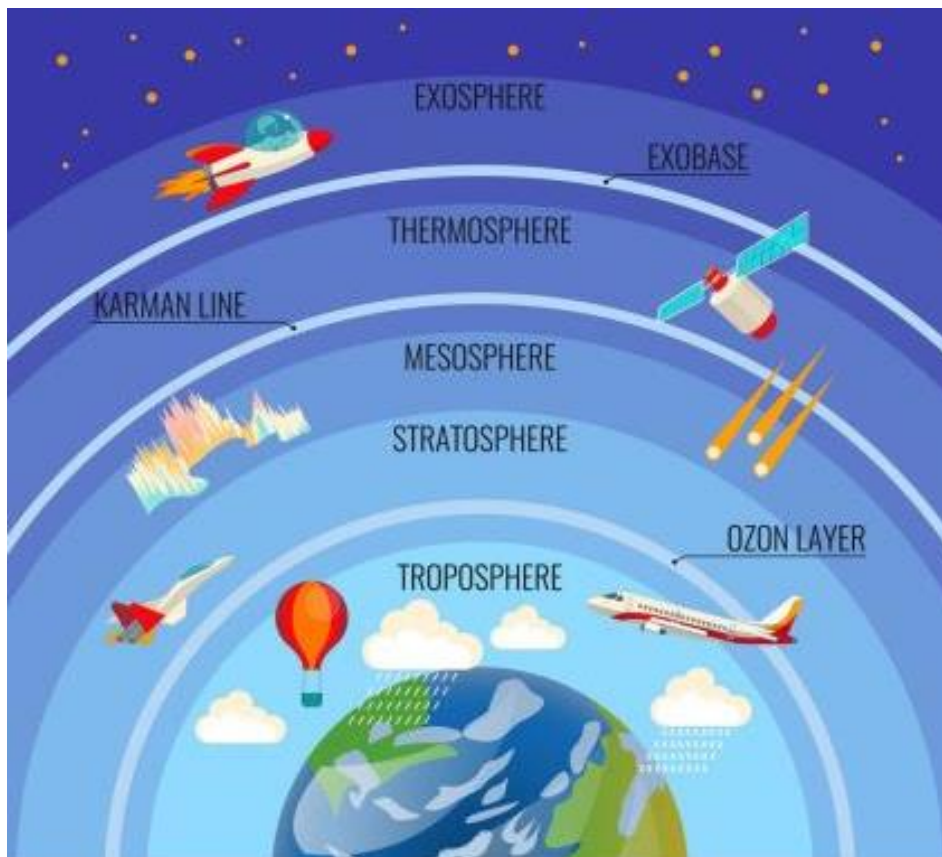 EXOSPHERE
EXOBASE
THERMOSPHERE
KARMAN LINE
MESOSPHERE
STRATOSPHERE
OZON LAYER
TROPOSPHERE